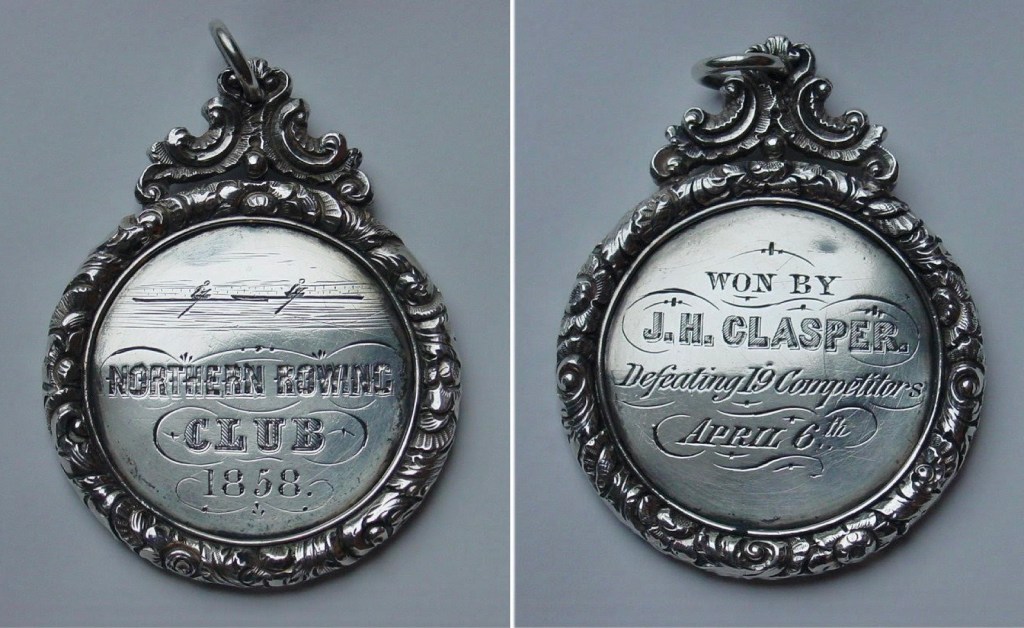 NORTHERN ROWING
CLUB
1858.
WON BY
J.H. CLASPER.
Defeating 19 Competitors
APRIL 6th